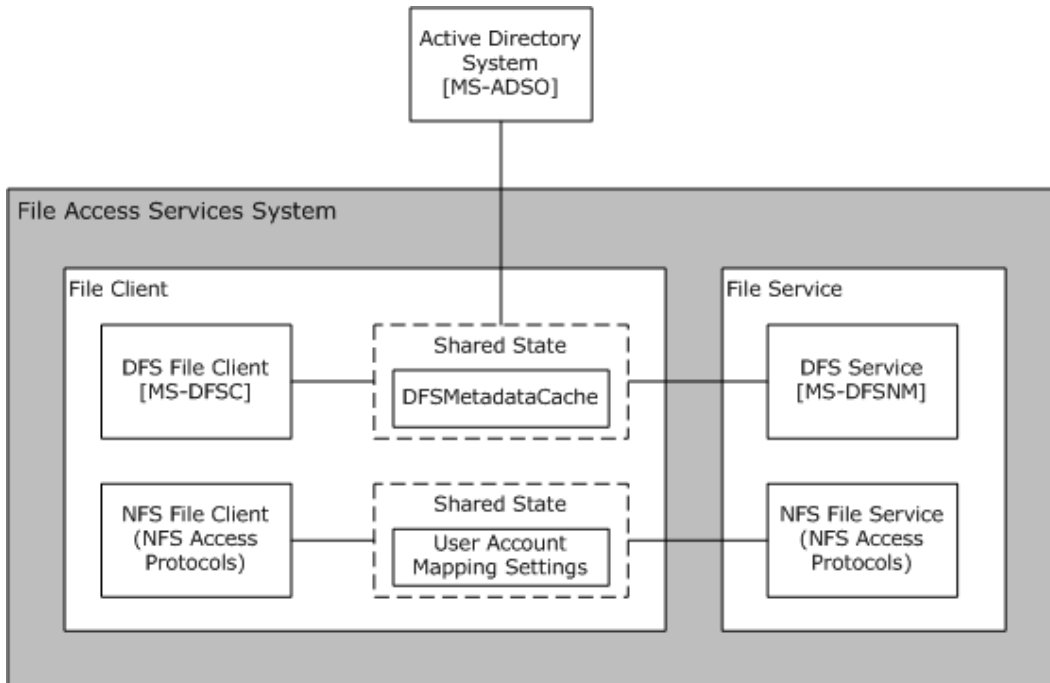 Active Directory
System
[MS-ADSO]
File Access Services System
File Client
DFS File Client
[MS-DFSC]
Shared State
DFSMetadataCache
NFS File Client
(NFS Access
Protocols)
Shared State
User Account
Mapping Settings
File Service
DFS Service
[MS-DFSNM]
NFS File Service
(NFS Access
Protocols)